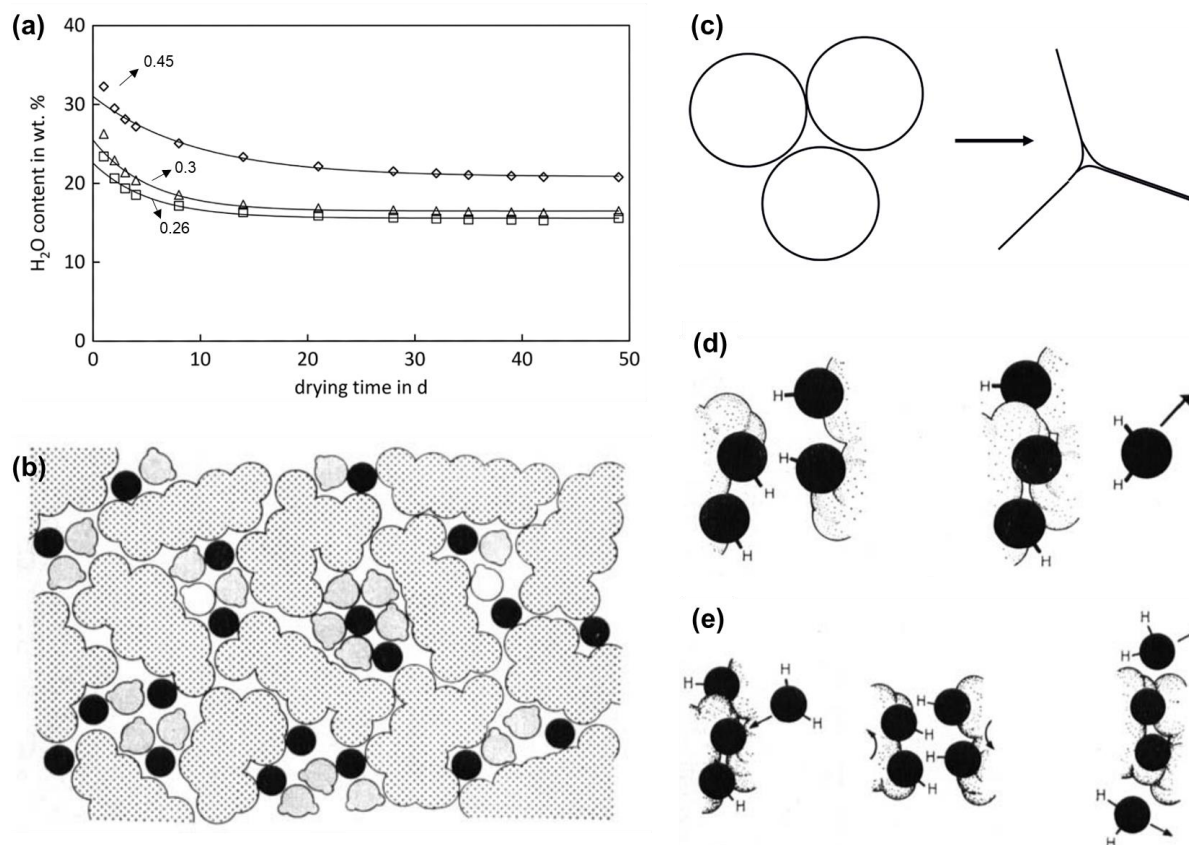 (a)
H₂O content in wt. %
40
30
20
10
0
0.45
0.3
0.26
0 10 20 30 40 50
drying time in d
(b)
(c)
(d)
H
H
H
H
H
H
H
H
(e)
H
H
H
H
H
H
H
H
H
H
H
H